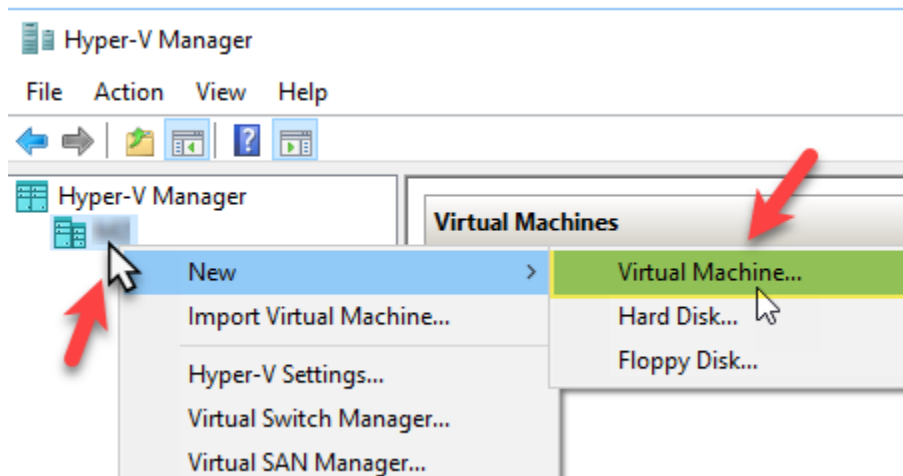 Hyper-V Manager
File Action View Help
Hyper-V Manager
Virtual Machines
New
Virtual Machine...
Import Virtual Machine...
Hard Disk...
Hyper-V Settings...
Floppy Disk...
Virtual Switch Manager...
Virtual SAN Manager...